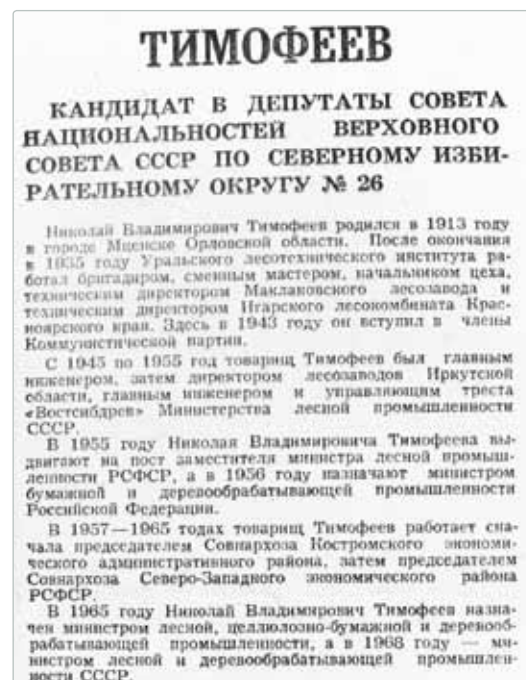 ТИМОФЕЕВ
КАНДИДАТ В ДЕПУТАТЫ СОВЕТА
НАЦИОНАЛЬНОСТЕЙ ВЕРХОВНОГО
СОВЕТА СССР ПО СЕВЕРНОМУ ИЗБИ-
РАТЕЛЬНОМУ ОКРУГУ № 26
Николай Владимирович Тимофеев родился в 1913 году
в городе Мценске Орловской области. После окончания
в 1935 году Уральского лесотехнического института ра-
ботал бригадиром, сменным мастером, начальником цеха,
техническим директором Маклаковского лесозавода и
техническим директором Игарского лесокомбината Крас-
ноярского края. Здесь в 1943 году он вступил в члены
Коммунистической партии.
С 1945 по 1955 год товарищ Тимофеев был главным
инженером, затем директором лесозаводов Иркутской
области, главным инженером и управляющим треста
«Востсибдрев» Министерства лесной промышленности
СССР.
В 1955 году Николая Владимировича Тимофеева вы-
двигают на пост заместителя министра лесной промыш-
ленности РСФСР, а в 1956 году назначают министром
бумажной и деревообрабатывающей промышленности
Российской Федерации.
В 1957—1965 годах товарищ Тимофеев работает сна-
чала председателем Совнархоза Костромского экономи-
ческого административного района, затем председателем
Совнархоза Северо-Западного экономического района
РСФСР.
В 1965 году Николай Владимирович Тимофеев назна-
чен министром лесной, целлюлозно-бумажной и деревооб-
рабатывающей промышленности, а в 1968 году — ми-
нистром лесной и деревообрабатывающей промышлен-
ности СССР.